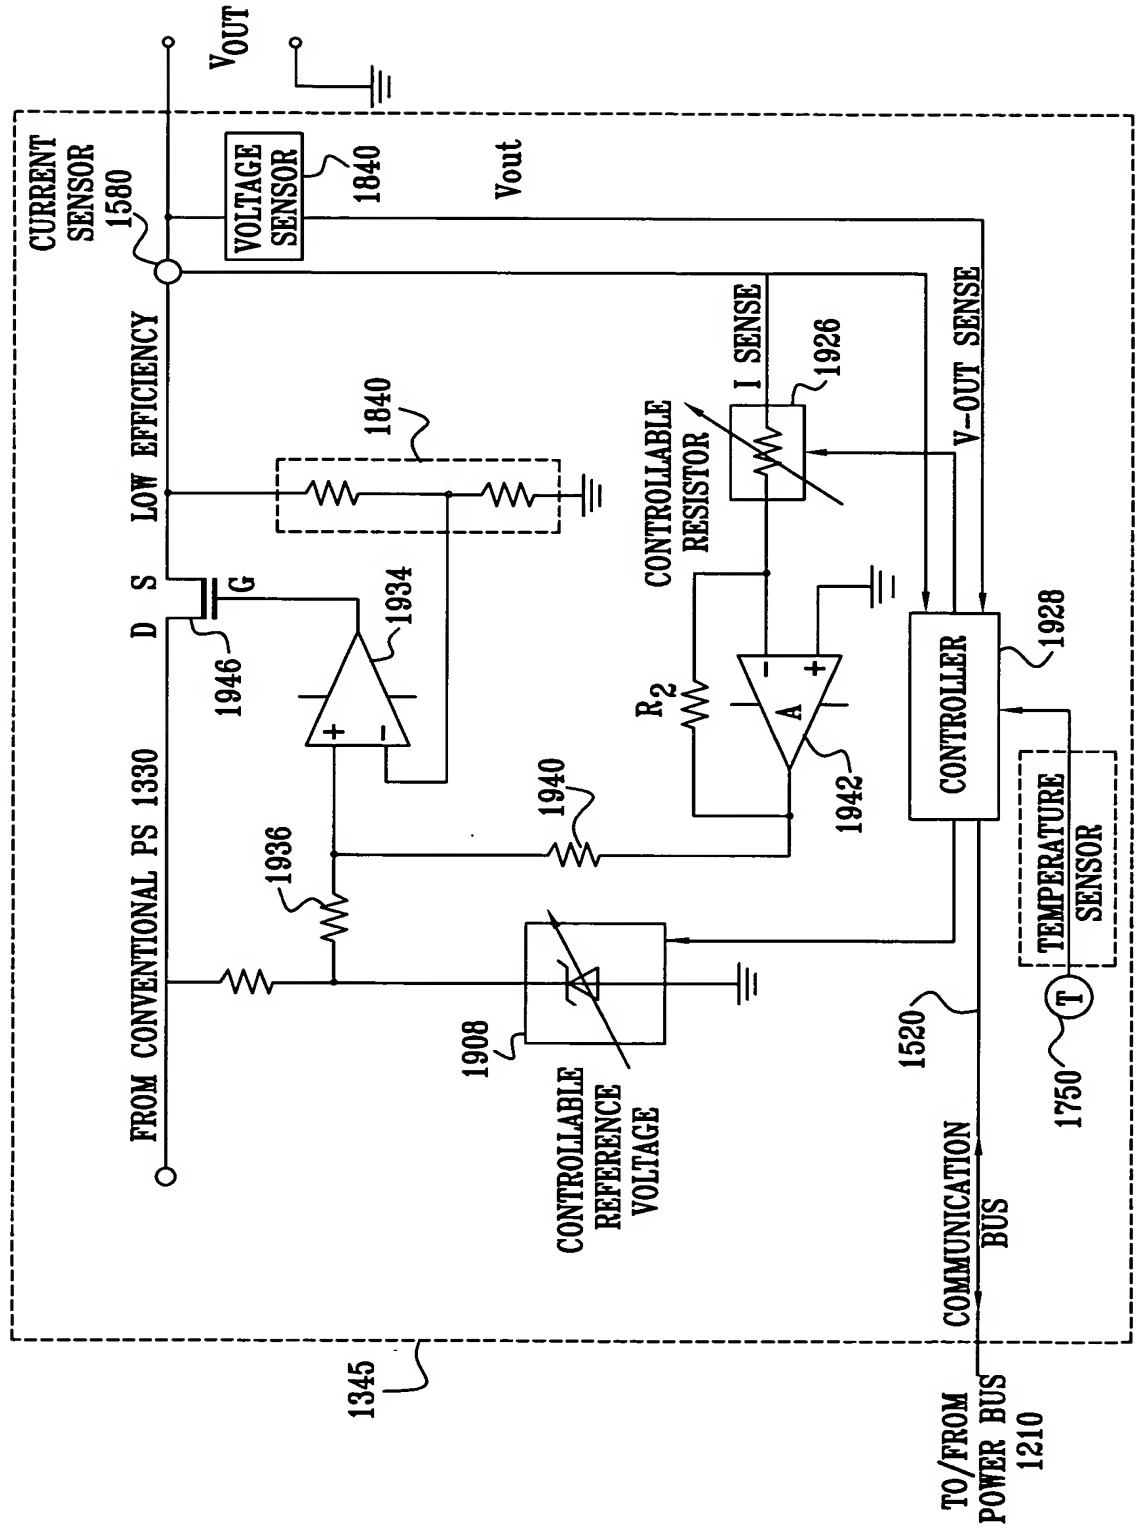 CURRENT
SENSOR
1580
VOUT
VOLTAGE
SENSOR
1840
Vout
FROM CONVENTIONAL PS 1330
D
S
LOW EFFICIENCY
G
1946
1934
+
-
1840
1936
1940
CONTROLLABLE
RESISTOR
I SENSE
1926
R2
-
+
A
1942
1908
CONTROLLABLE
REFERENCE
VOLTAGE
V-OUT SENSE
CONTROLLER
1928
TEMPERATURE
SENSOR
T
1750
1520
COMMUNICATION
BUS
1345
TO/FROM
POWER BUS
1210